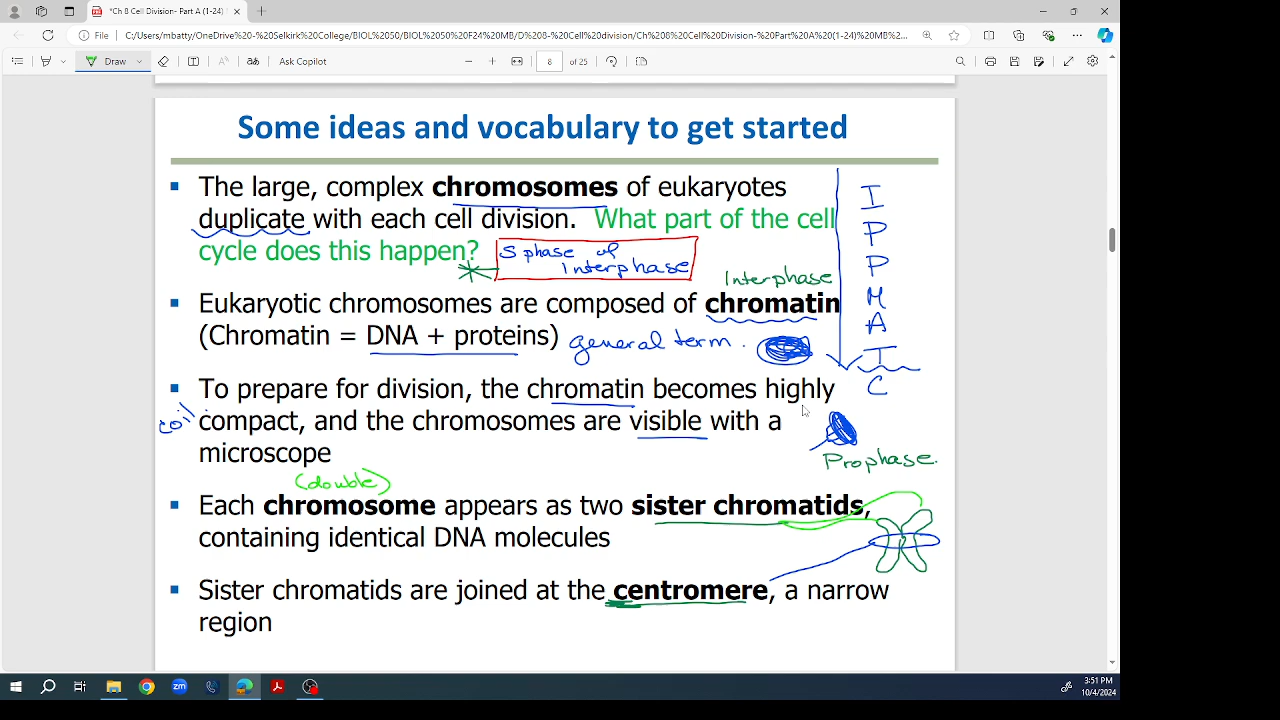 *Ch 8 Cell Division- Part A (1-24)
File
C:/Users/mbatty/OneDrive%20-%20Selkirk%20College/BIOL%2050/BIOL%2050%20F24%20MB/D%208-%20Cell%20division/Ch%208%20Cell%20Division-%20Part%20A%20(1-24)%20MB%2...
Draw
Ask Copilot
8 of 25
Some ideas and vocabulary to get started
The large, complex chromosomes of eukaryotes
duplicate with each cell division. What part of the cell
cycle does this happen?
S phase of
Interphase
Interphase
Eukaryotic chromosomes are composed of chromatin
(Chromatin = DNA + proteins) general term.
I
P
P
M
A
T
C
To prepare for division, the chromatin becomes highly
coil.
compact, and the chromosomes are visible with a
microscope
Prophase.
(double)
Each chromosome appears as two sister chromatids,
containing identical DNA molecules
Sister chromatids are joined at the centromere, a narrow
region
zm
3:51 PM
10/4/2024